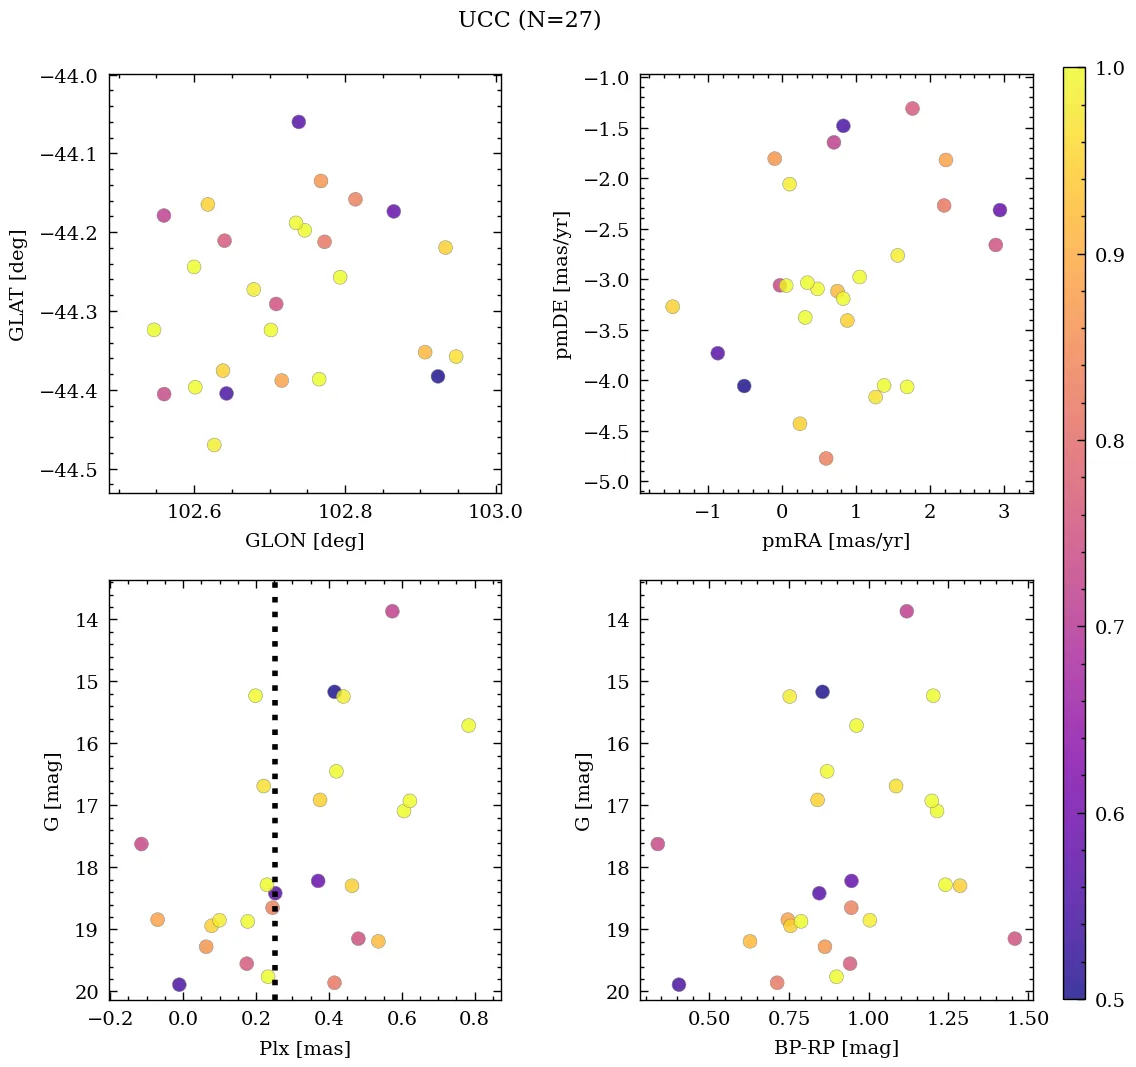 UCC (N=27)
−44.0
−44.1
−44.2
−44.3
−44.4
−44.5
GLAT [deg]
102.6 102.8 103.0
GLON [deg]
−1.0
−1.5
−2.0
−2.5
−3.0
−3.5
−4.0
−4.5
−5.0
pmDE [mas/yr]
−1 0 1 2 3
pmRA [mas/yr]
14
15
16
17
18
19
20
G [mag]
−0.2 0.0 0.2 0.4 0.6 0.8
Plx [mas]
14
15
16
17
18
19
20
G [mag]
0.50 0.75 1.00 1.25 1.50
BP-RP [mag]
1.0
0.9
0.8
0.7
0.6
0.5